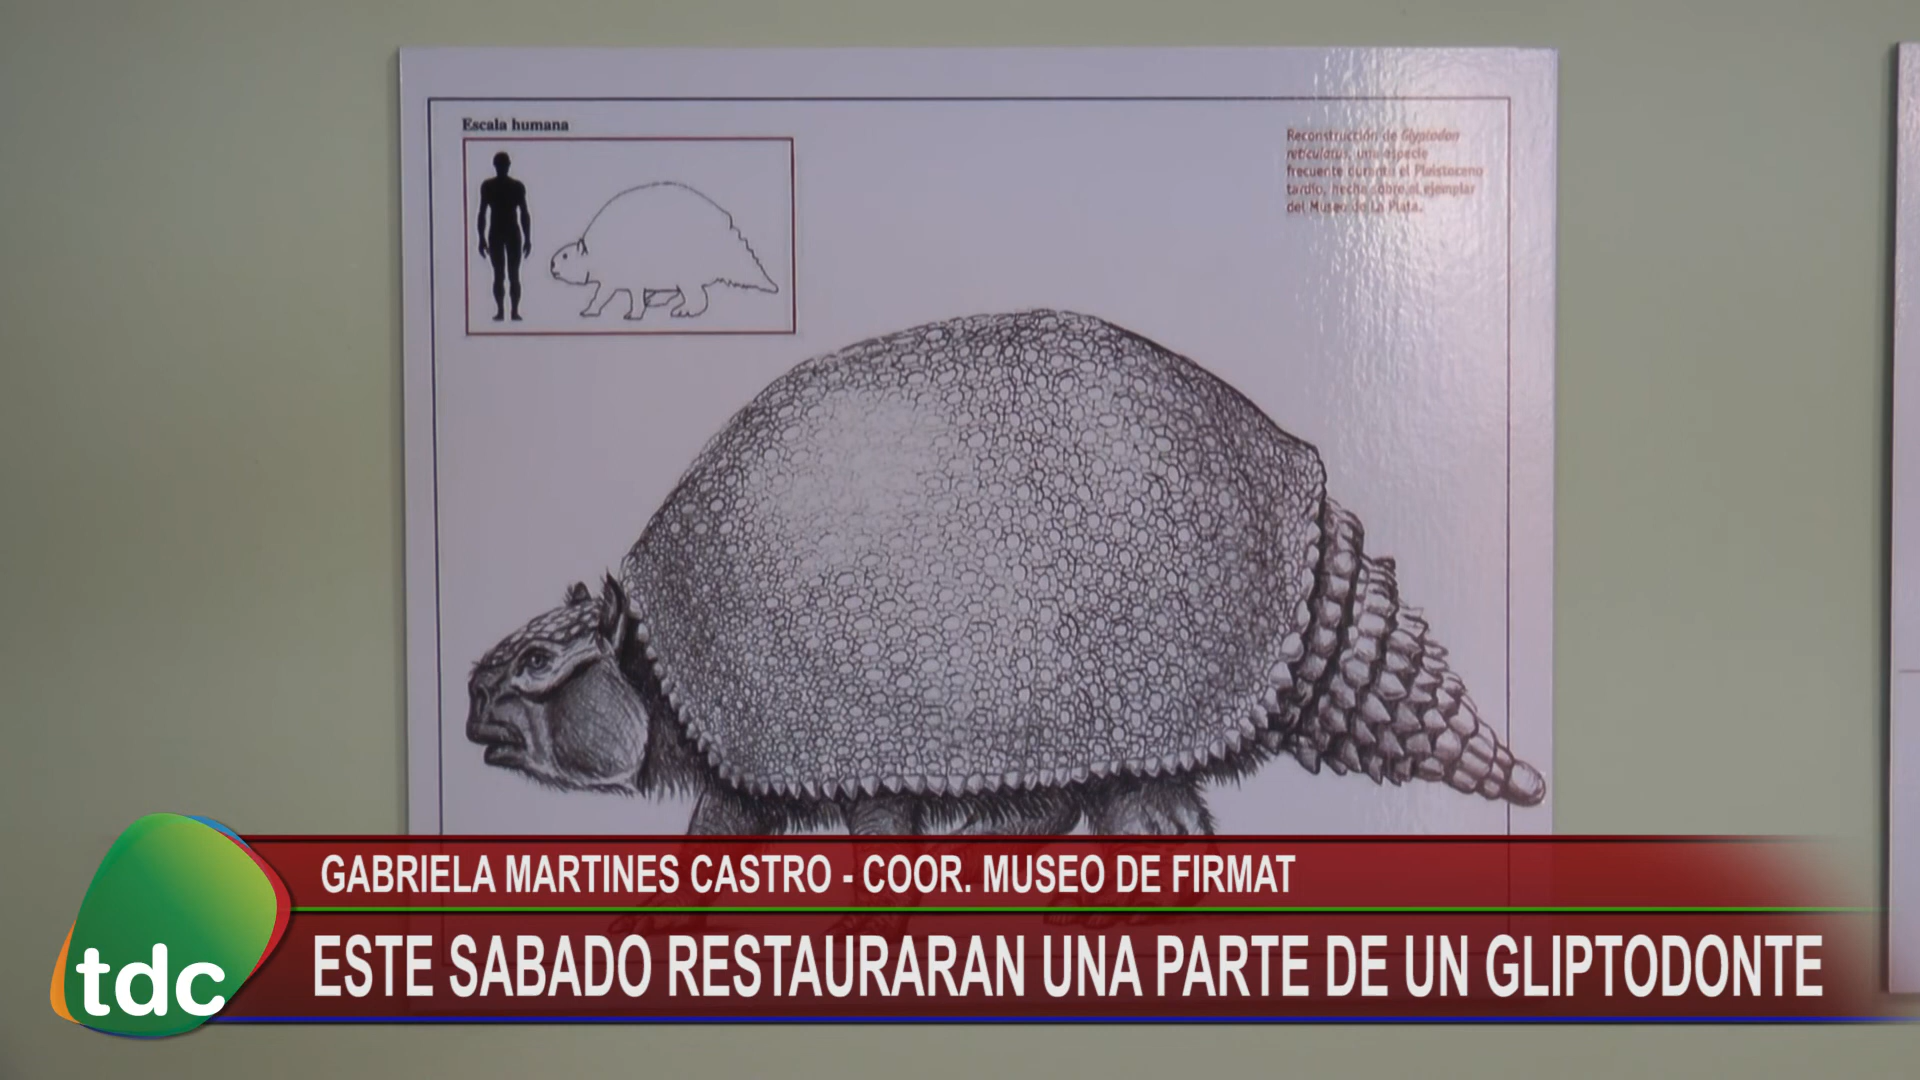 Escala humana
Reconstrucción de Glyptodon
reticulatus, una especie
frecuente durante el Pleistoceno
tardío, hecha sobre el ejemplar
del Museo de La Plata.
GABRIELA MARTINES CASTRO - COOR. MUSEO DE FIRMAT
ESTE SABADO RESTAURARAN UNA PARTE DE UN GLIPTODONTE
tdc